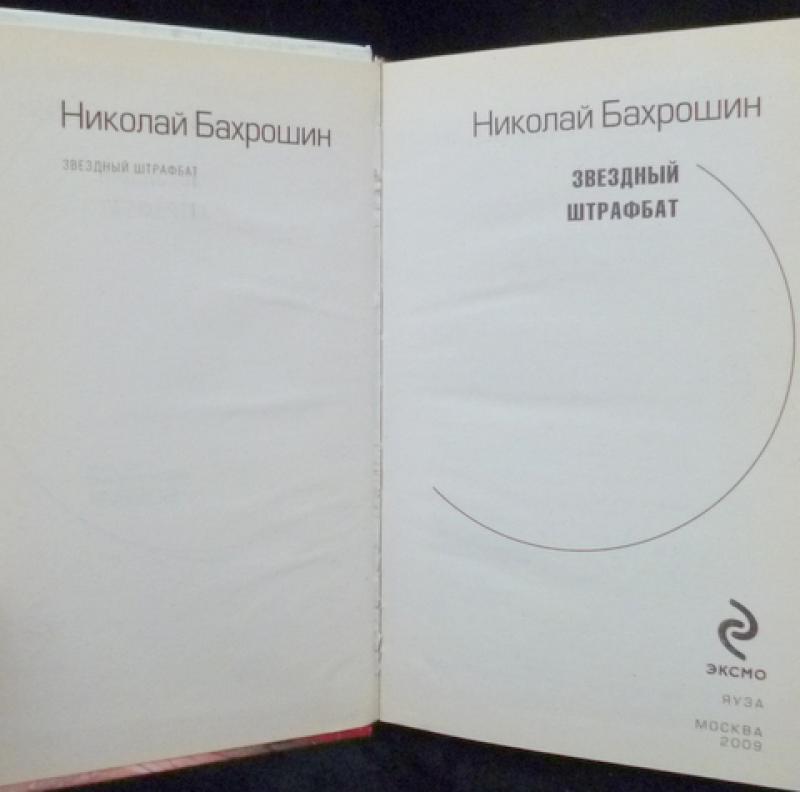 Николай Бахрошин
ЗВЕЗДНЫЙ ШТРАФБАТ
Николай Бахрошин
ЗВЕЗДНЫЙ
ШТРАФБАТ
ЭКСМО
ЯУЗА
МОСКВА
2009